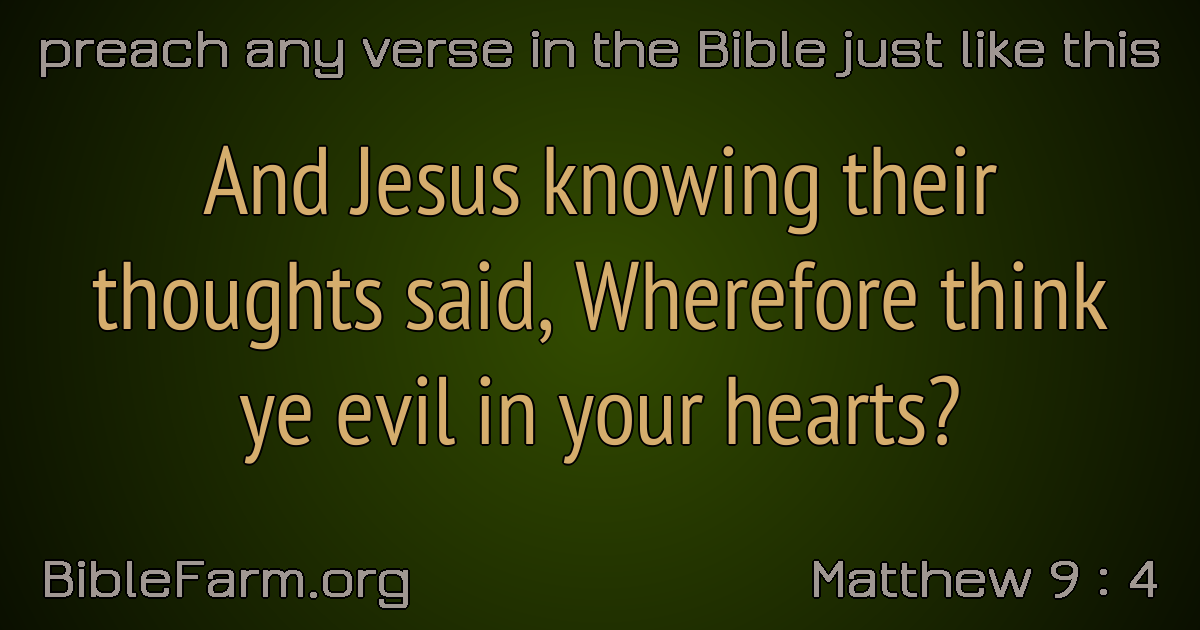 preach any verse in the Bible just like this
And Jesus knowing their
thoughts said, Wherefore think
ye evil in your hearts?
BibleFarm.org
Matthew 9 : 4